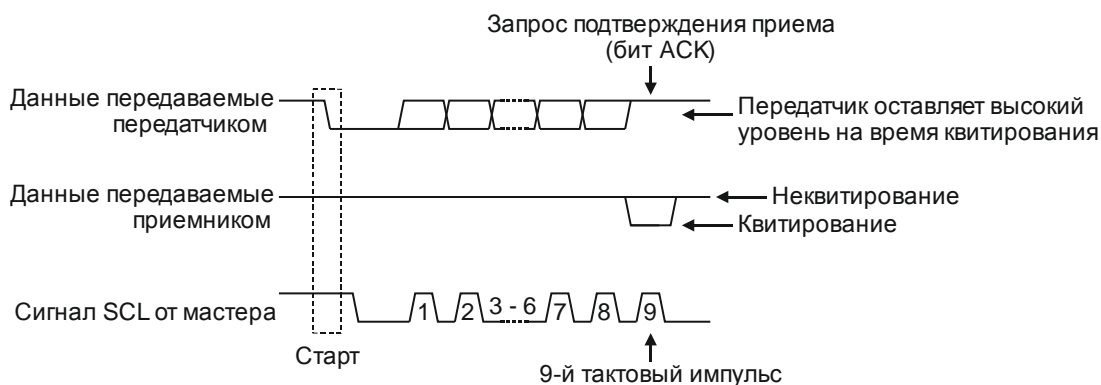 Запрос подтверждения приема
(бит ACK)
Данные передаваемые
передатчиком
Передатчик оставляет высокий
уровень на время квитирования
Данные передаваемые
приемником
Неквитирование
Квитирование
Сигнал SCL от мастера
1 2 3 - 6 7 8 9
Старт
9-й тактовый импульс